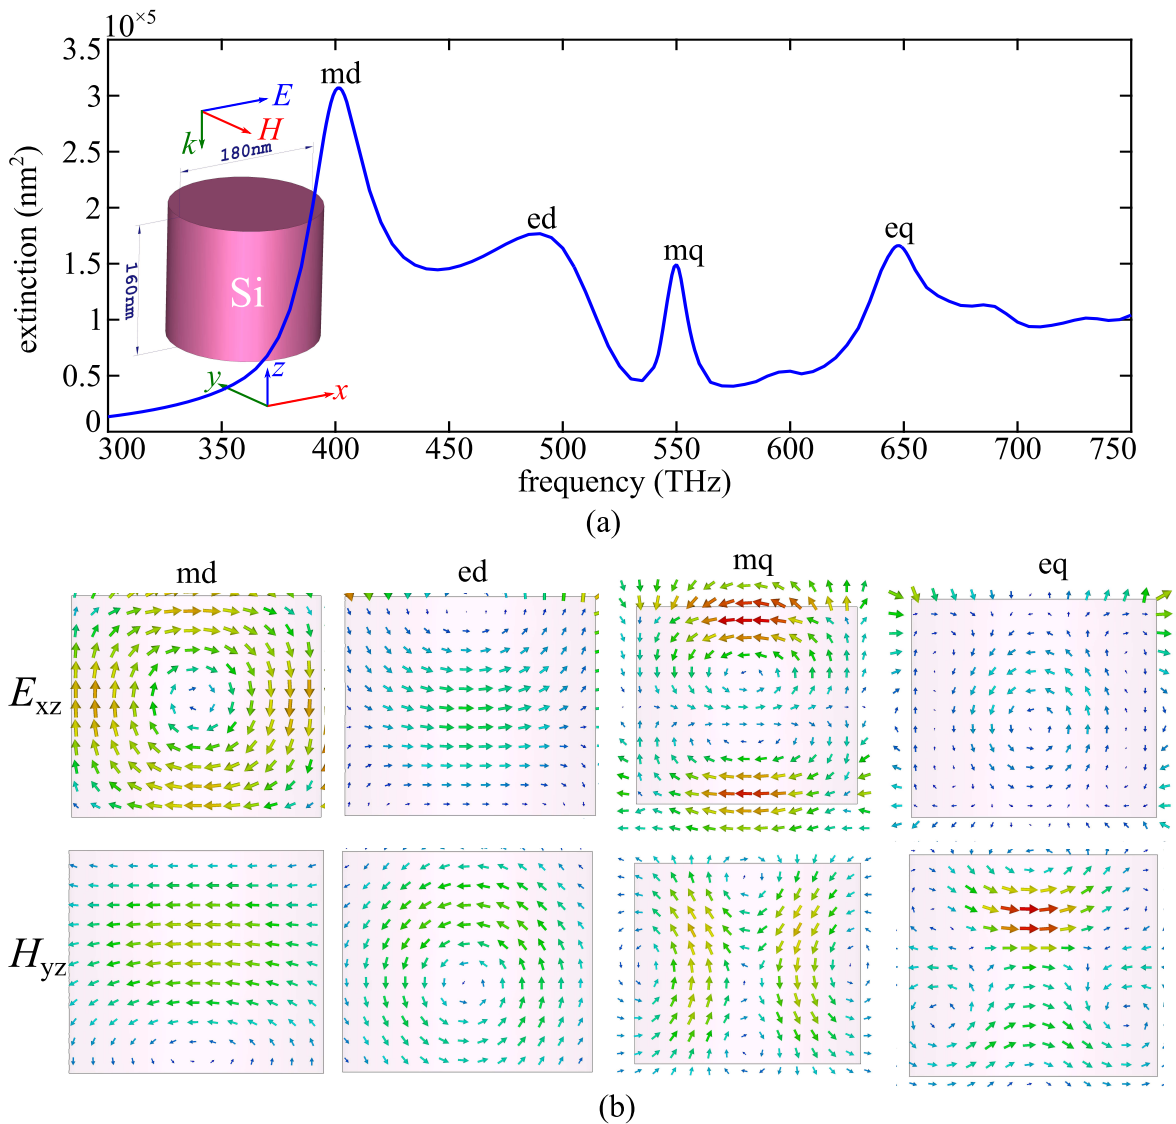 10×5
3.5
3
2.5
2
1.5
1
0.5
0
extinction (nm2)
md
ed
mq
eq
E
H
k
180nm
160nm
Si
z
y
x
300 350 400 450 500 550 600 650 700 750
frequency (THz)
(a)
md ed mq eq
Exz
Hyz
(b)